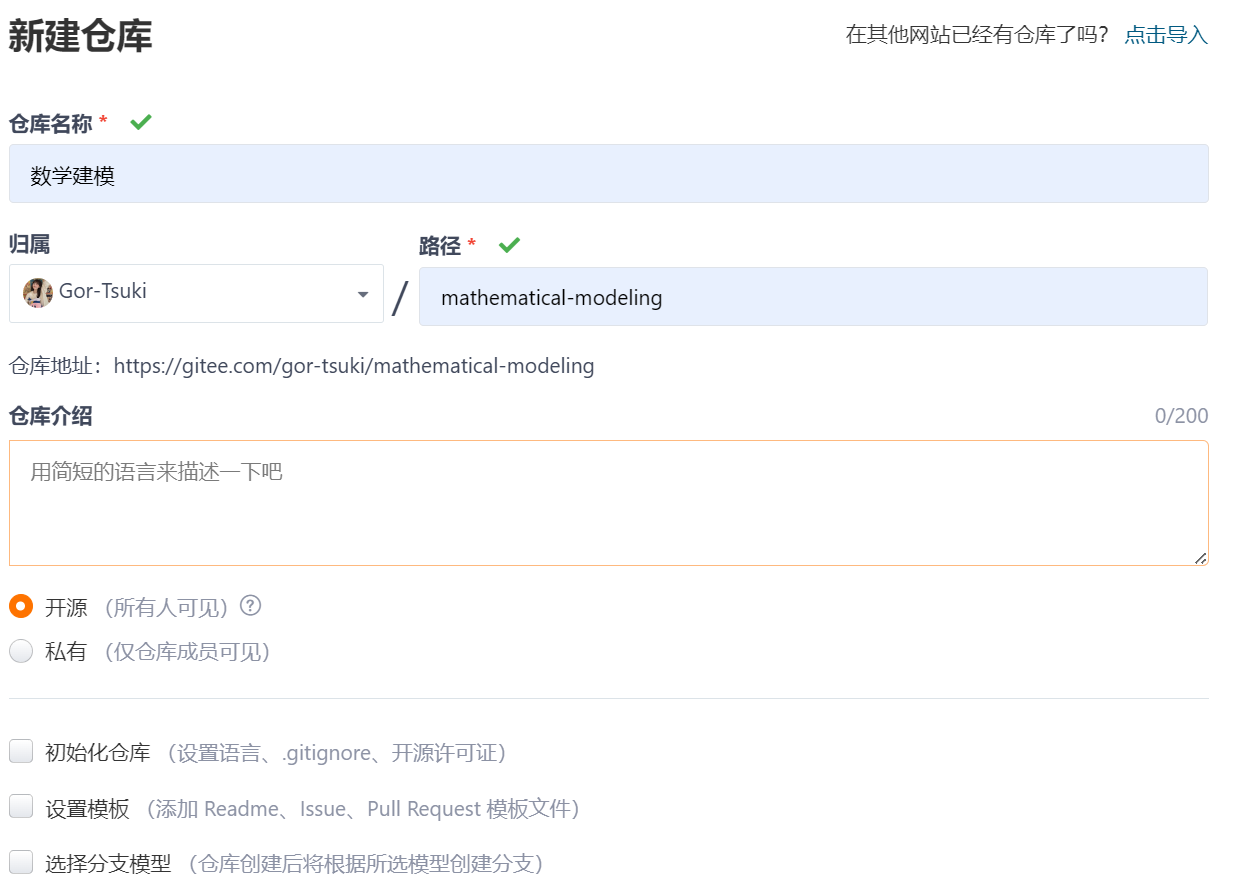 新建仓库
在其他网站已经有仓库了吗? 点击导入
仓库名称 *
数学建模
归属
路径 *
Gor-Tsuki / mathematical-modeling
仓库地址：https://gitee.com/gor-tsuki/mathematical-modeling
仓库介绍 0/200
用简短的语言来描述一下吧
开源 （所有人可见） ?
私有 （仅仓库成员可见）
初始化仓库 （设置语言、.gitignore、开源许可证）
设置模板 （添加 Readme、Issue、Pull Request 模板文件）
选择分支模型 （仓库创建后将根据所选模型创建分支）